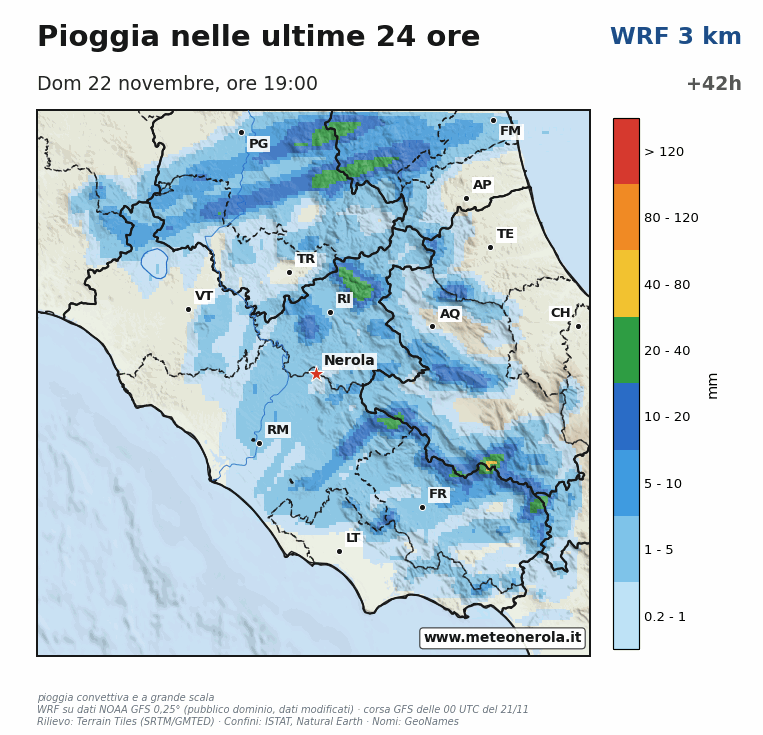 Pioggia nelle ultime 24 ore
WRF 3 km
Dom 22 novembre, ore 19:00
+42h
PG
FM
AP
TE
TR
VT
RI
AQ
CH
Nerola
RM
FR
LT
www.meteonerola.it
> 120
80 - 120
40 - 80
20 - 40
10 - 20
5 - 10
1 - 5
0.2 - 1
mm
pioggia convettiva e a grande scala
WRF su dati NOAA GFS 0,25° (pubblico dominio, dati modificati) · corsa GFS delle 00 UTC del 21/11
Rilievo: Terrain Tiles (SRTM/GMTED) · Confini: ISTAT, Natural Earth · Nomi: GeoNames